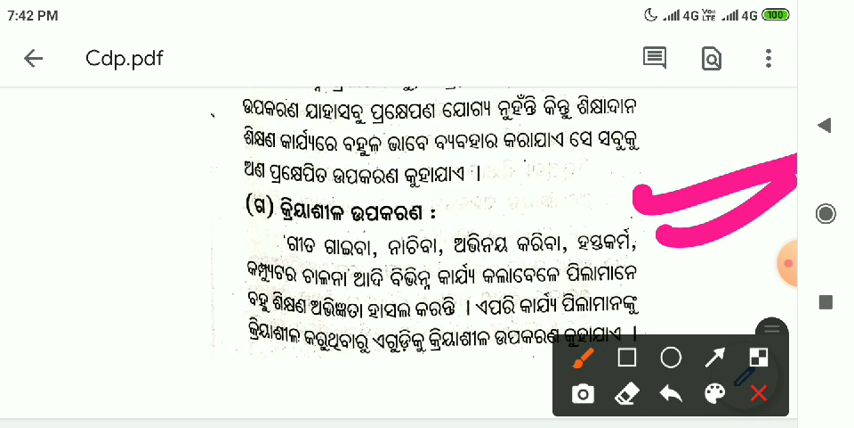 7:42 PM
4G VoLTE 4G 100
Cdp.pdf
ଉପକରଣ ଯାହାସବୁ ପ୍ରକ୍ଷେପଣ ଯୋଗ୍ୟ ନୁହଁନ୍ତି କିନ୍ତୁ ଶିକ୍ଷାଦାନ
ଶିକ୍ଷଣ କାର୍ଯ୍ୟରେ ବହୁଳ ଭାବେ ବ୍ୟବହାର କରାଯାଏ ସେ ସବୁକୁ
ଅଣ ପ୍ରକ୍ଷେପିତ ଉପକରଣ କୁହାଯାଏ ।
(ଗ) କ୍ରିୟାଶୀଳ ଉପକରଣ :
ଗୀତ ଗାଇବା, ନାଚିବା, ଅଭିନୟ କରିବା, ହସ୍ତକର୍ମ,
କମ୍ପ୍ୟୁଟର ଚାଳନା ଆଦି ବିଭିନ୍ନ କାର୍ଯ୍ୟ କଲାବେଳେ ପିଲାମାନେ
ବହୁ ଶିକ୍ଷଣ ଅଭିଜ୍ଞତା ହାସଲ କରନ୍ତି । ଏପରି କାର୍ଯ୍ୟ ପିଲାମାନଙ୍କୁ
କ୍ରିୟାଶୀଳ କରୁଥିବାରୁ ଏଗୁଡ଼ିକୁ କ୍ରିୟାଶୀଳ ଉପକରଣ କୁହାଯାଏ ।